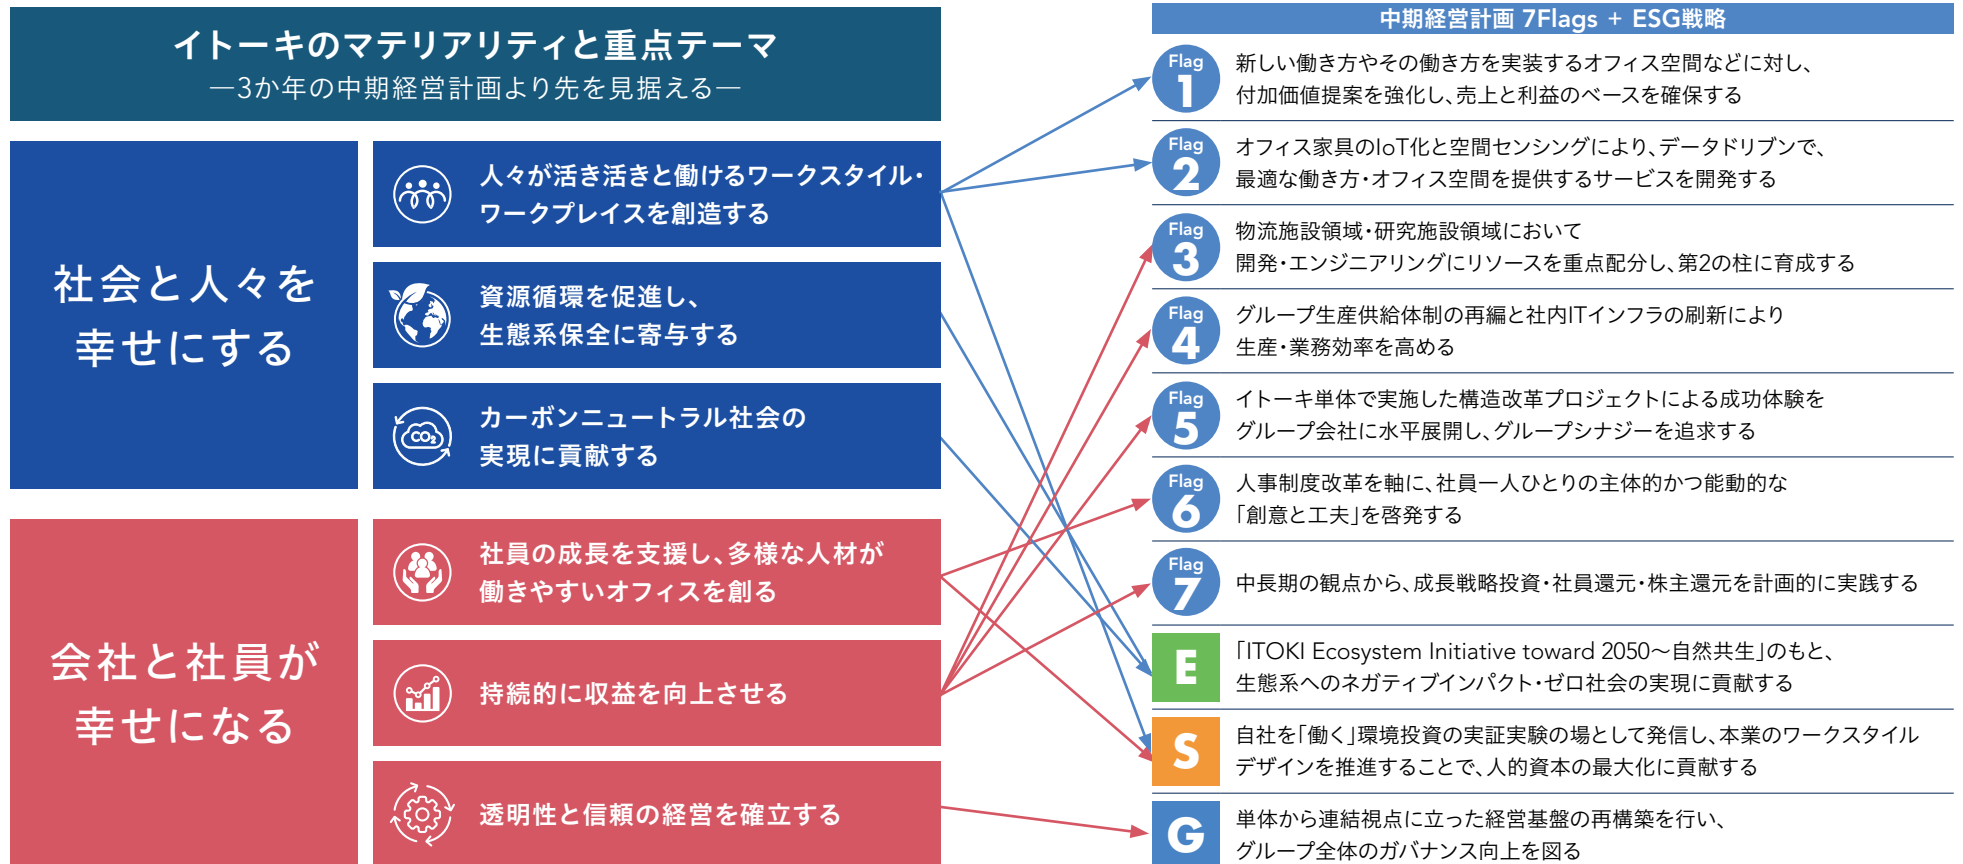 イトーキのマテリアリティと重点テーマ
―3か年の中期経営計画より先を見据える―
社会と人々を
幸せにする
人々が活き活きと働けるワークスタイル・
ワークプレイスを創造する
資源循環を促進し、
生態系保全に寄与する
CO2
カーボンニュートラル社会の
実現に貢献する
会社と社員が
幸せになる
社員の成長を支援し、多様な人材が
働きやすいオフィスを創る
持続的に収益を向上させる
透明性と信頼の経営を確立する
中期経営計画 7Flags + ESG戦略
Flag
1
新しい働き方やその働き方を実装するオフィス空間などに対し、
付加価値提案を強化し、売上と利益のベースを確保する
Flag
2
オフィス家具のIoT化と空間センシングにより、データドリブンで、
最適な働き方・オフィス空間を提供するサービスを開発する
Flag
3
物流施設領域・研究施設領域において
開発・エンジニアリングにリソースを重点配分し、第2の柱に育成する
Flag
4
グループ生産供給体制の再編と社内ITインフラの刷新により
生産・業務効率を高める
Flag
5
イトーキ単体で実施した構造改革プロジェクトによる成功体験を
グループ会社に水平展開し、グループシナジーを追求する
Flag
6
人事制度改革を軸に、社員一人ひとりの主体的かつ能動的な
「創意と工夫」を啓発する
Flag
7
中長期の観点から、成長戦略投資・社員還元・株主還元を計画的に実践する
E
「ITOKI Ecosystem Initiative toward 2050～自然共生」のもと、
生態系へのネガティブインパクト・ゼロ社会の実現に貢献する
S
自社を「働く」環境投資の実証実験の場として発信し、本業のワークスタイル
デザインを推進することで、人的資本の最大化に貢献する
G
単体から連結視点に立った経営基盤の再構築を行い、
グループ全体のガバナンス向上を図る